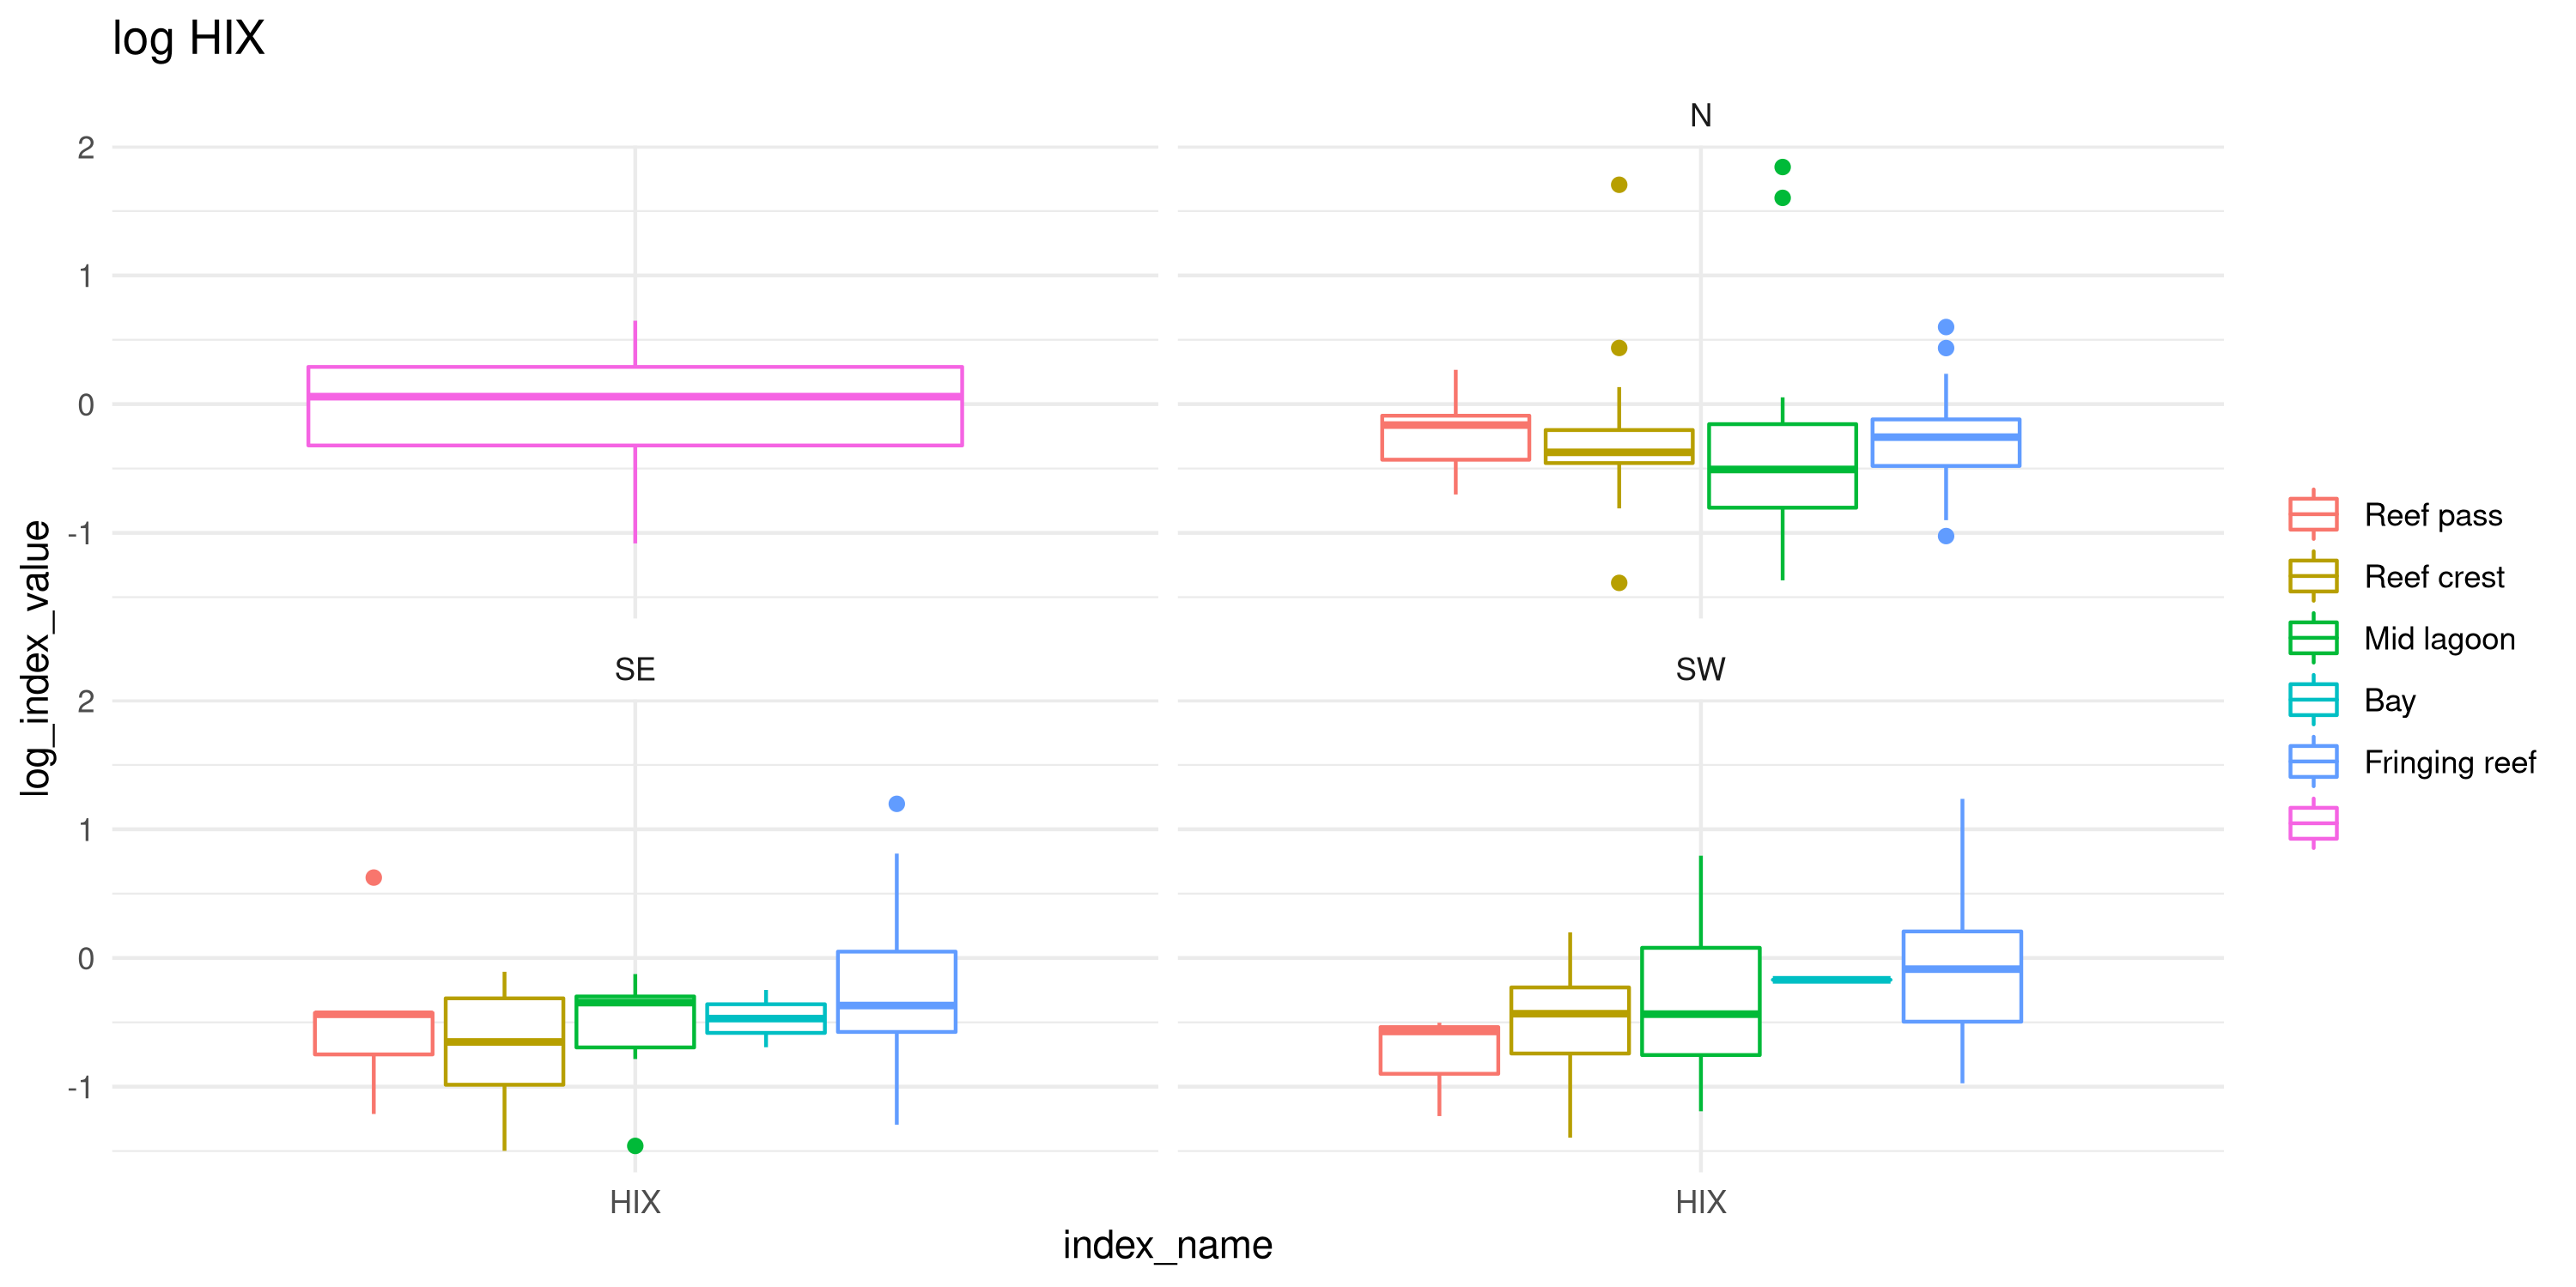 log HIX
N
2
1
0
-1
SE
SW
2
1
0
-1
HIX
HIX
index_name
log_index_value
Reef pass
Reef crest
Mid lagoon
Bay
Fringing reef